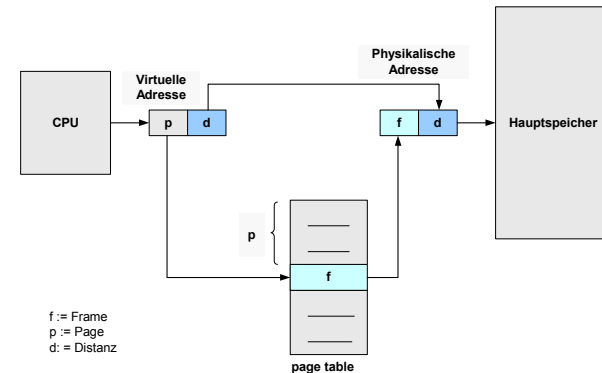 Virtuelle
Adresse
Physikalische
Adresse
CPU
p
d
f
d
Hauptspeicher
p
f
f := Frame
p := Page
d: = Distanz
page table